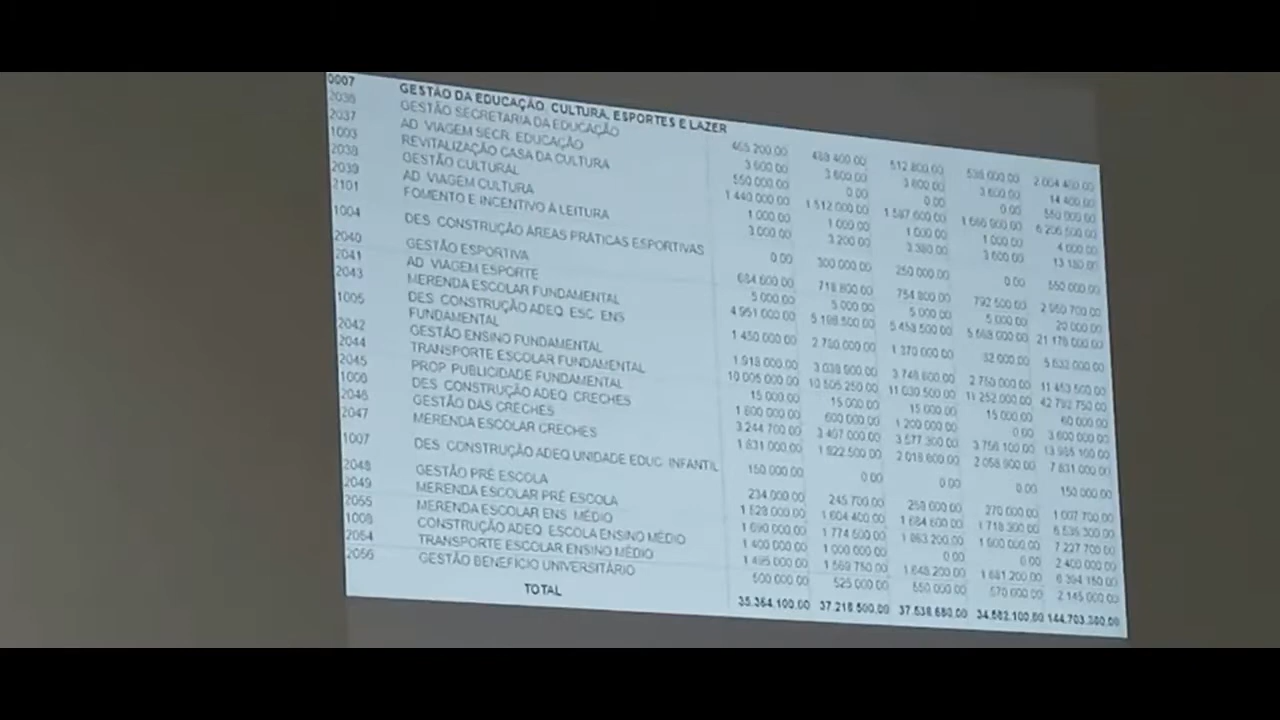 0007 GESTÃO DA EDUCAÇÃO, CULTURA, ESPORTES E LAZER
2036 GESTÃO SECRETARIA DA EDUCAÇÃO 465 200.00 488 400.00 512 800.00 538 000.00 2 004 400.00
2037 AD. VIAGEM SECR. EDUCAÇÃO 3 600.00 3 600.00 3 600.00 3 600.00 14 400.00
1003 REVITALIZAÇÃO CASA DA CULTURA 550 000.00 0.00 0.00 0.00 550 000.00
2038 GESTÃO CULTURAL 1 440 000.00 1 512 000.00 1 587 600.00 1 666 900.00 6 206 500.00
2039 AD. VIAGEM CULTURA 1 000.00 1 000.00 1 000.00 1 000.00 4 000.00
2101 FOMENTO E INCENTIVO À LEITURA 3 000.00 3 200.00 3 380.00 3 600.00 13 180.00
1004 DES. CONSTRUÇÃO ÁREAS PRÁTICAS ESPORTIVAS 0.00 300 000.00 250 000.00 0.00 550 000.00
2040 GESTÃO ESPORTIVA 684 600.00 718 800.00 754 800.00 792 500.00 2 950 700.00
2041 AD. VIAGEM ESPORTE 5 000.00 5 000.00 5 000.00 5 000.00 20 000.00
2043 MERENDA ESCOLAR FUNDAMENTAL 4 951 000.00 5 198 500.00 5 458 500.00 21 176 000.00
1005 DES. CONSTRUÇÃO ADEQ. ESC. ENS
FUNDAMENTAL 1 450 000.00 2 780 000.00 1 370 000.00 32 000.00
2042 GESTÃO ENSINO FUNDAMENTAL 1 918 000.00 2 750 000.00 11 453 500.00
2044 TRANSPORTE ESCOLAR FUNDAMENTAL 10 005 000.00 10 505 250.00 11 030 500.00 11 252 000.00 42 792 750.00
2045 PROP. PUBLICIDADE FUNDAMENTAL 15 000.00 15 000.00 15 000.00 15 000.00 60 000.00
1006 DES. CONSTRUÇÃO ADEQ. CRECHES 1 800 000.00 600 000.00 1 200 000.00 0.00 3 600 000.00
2046 GESTÃO DAS CRECHES 3 244 700.00 3 407 000.00 3 577 300.00 3 756 100.00 13 985 100.00
2047 MERENDA ESCOLAR CRECHES 1 831 000.00 1 922 500.00 2 018 600.00 2 058 900.00 7 831 000.00
1007 DES. CONSTRUÇÃO ADEQ.UNIDADE EDUC. INFANTIL 150 000.00 0.00 0.00 0.00 150 000.00
2048 GESTÃO PRÉ ESCOLA 234 000.00 245 700.00 258 000.00 270 000.00 1 007 700.00
2049 MERENDA ESCOLAR PRÉ ESCOLA 1 528 000.00 1 604 400.00 1 684 600.00 1 718 300.00 6 535 300.00
2055 MERENDA ESCOLAR ENS. MÉDIO 1 690 000.00 1 774 500.00 1 863 200.00 1 900 000.00 7 227 700.00
1008 CONSTRUÇÃO ADEQ. ESCOLA ENSINO MÉDIO 1 400 000.00 1 000 000.00 0.00 0.00 2 400 000.00
2054 TRANSPORTE ESCOLAR ENSINO MÉDIO 1 495 000.00 1 569 750.00 1 648 200.00 1 681 200.00 6 394 150.00
2056 GESTÃO BENEFÍCIO UNIVERSITÁRIO 500 000.00 525 000.00 550 000.00 570 000.00 2 145 000.00
TOTAL 35.364.100,00 37.218.500,00 37.538.680,00 34.582.100,00 144.703.380,00